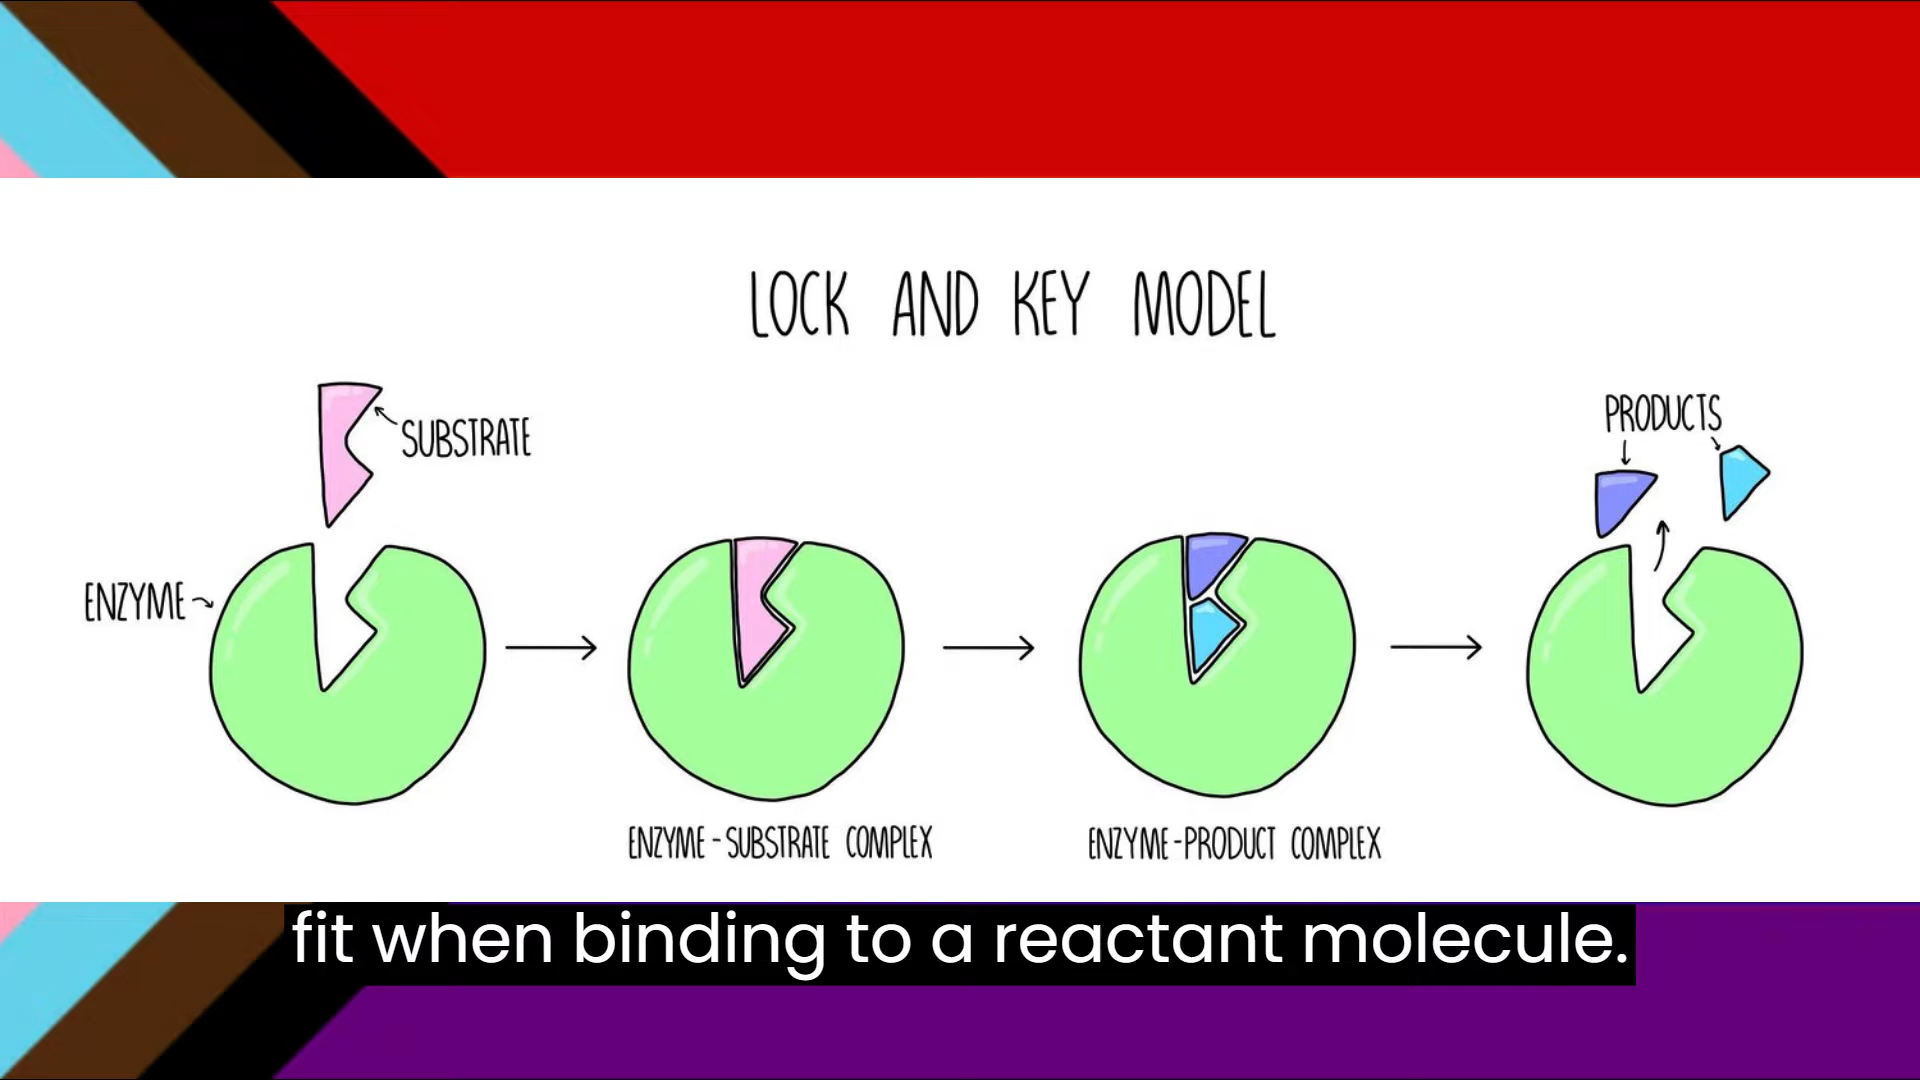 LOCK AND KEY MODEL
SUBSTRATE
PRODUCTS
ENZYME
ENZYME-SUBSTRATE COMPLEX
ENZYME-PRODUCT COMPLEX
fit when binding to a reactant molecule.